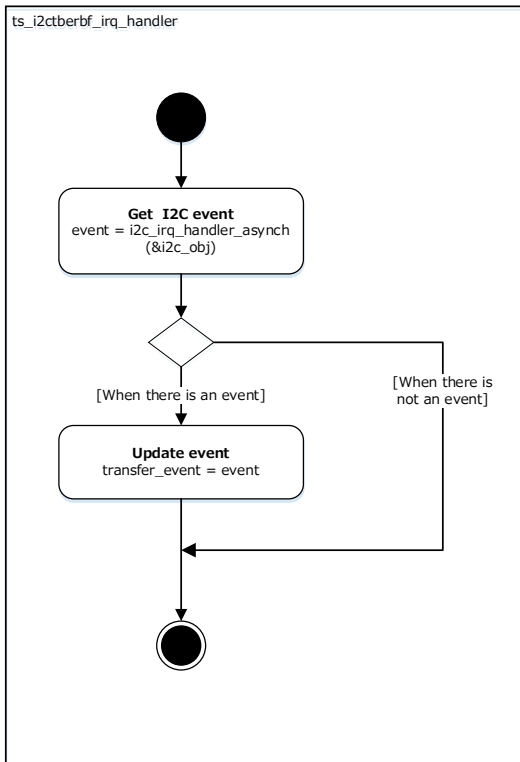 ts_i2ctberbf_irq_handler
Get I2C event
event = i2c_irq_handler_asynch
(&i2c_obj)
[When there is
not an event]
[When there is an event]
Update event
transfer_event = event